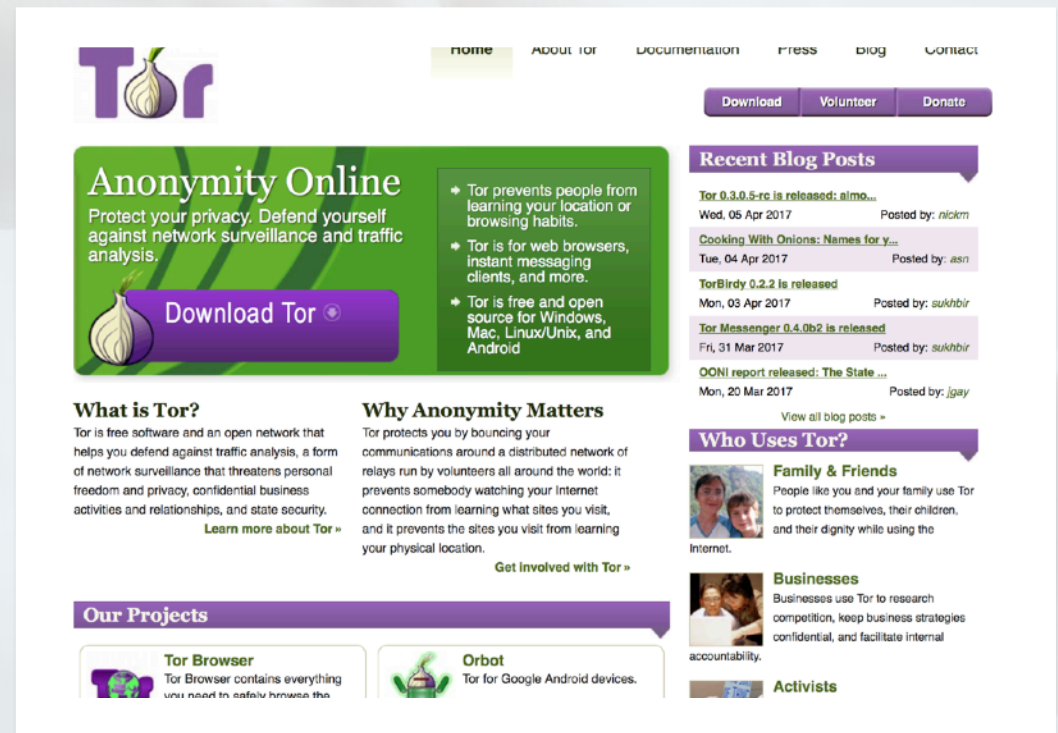 Tor
Home About Tor Documentation Press Blog Contact
Download Volunteer Donate
Anonymity Online
Protect your privacy. Defend yourself
against network surveillance and traffic
analysis.
Download Tor
Tor prevents people from
learning your location or
browsing habits.
Tor is for web browsers,
instant messaging
clients, and more.
Tor is free and open
source for Windows,
Mac, Linux/Unix, and
Android
What is Tor?
Tor is free software and an open network that
helps you defend against traffic analysis, a form
of network surveillance that threatens personal
freedom and privacy, confidential business
activities and relationships, and state security.
Learn more about Tor »
Why Anonymity Matters
Tor protects you by bouncing your
communications around a distributed network of
relays run by volunteers all around the world: it
prevents somebody watching your Internet
connection from learning what sites you visit,
and it prevents the sites you visit from learning
your physical location.
Get involved with Tor »
Our Projects
Tor Browser
Tor Browser contains everything
you need to safely browse the
Orbot
Tor for Google Android devices.
Recent Blog Posts
Tor 0.3.0.5-rc is released: almo...
Wed, 05 Apr 2017 Posted by: nickm
Cooking With Onions: Names for y...
Tue, 04 Apr 2017 Posted by: asn
TorBirdy 0.2.2 is released
Mon, 03 Apr 2017 Posted by: sukhbir
Tor Messenger 0.4.0b2 is released
Fri, 31 Mar 2017 Posted by: sukhbir
OONI report released: The State ...
Mon, 20 Mar 2017 Posted by: jgay
View all blog posts »
Who Uses Tor?
Family & Friends
People like you and your family use Tor
to protect themselves, their children,
and their dignity while using the
Internet.
Businesses
Businesses use Tor to research
competition, keep business strategies
confidential, and facilitate internal
accountability.
Activists